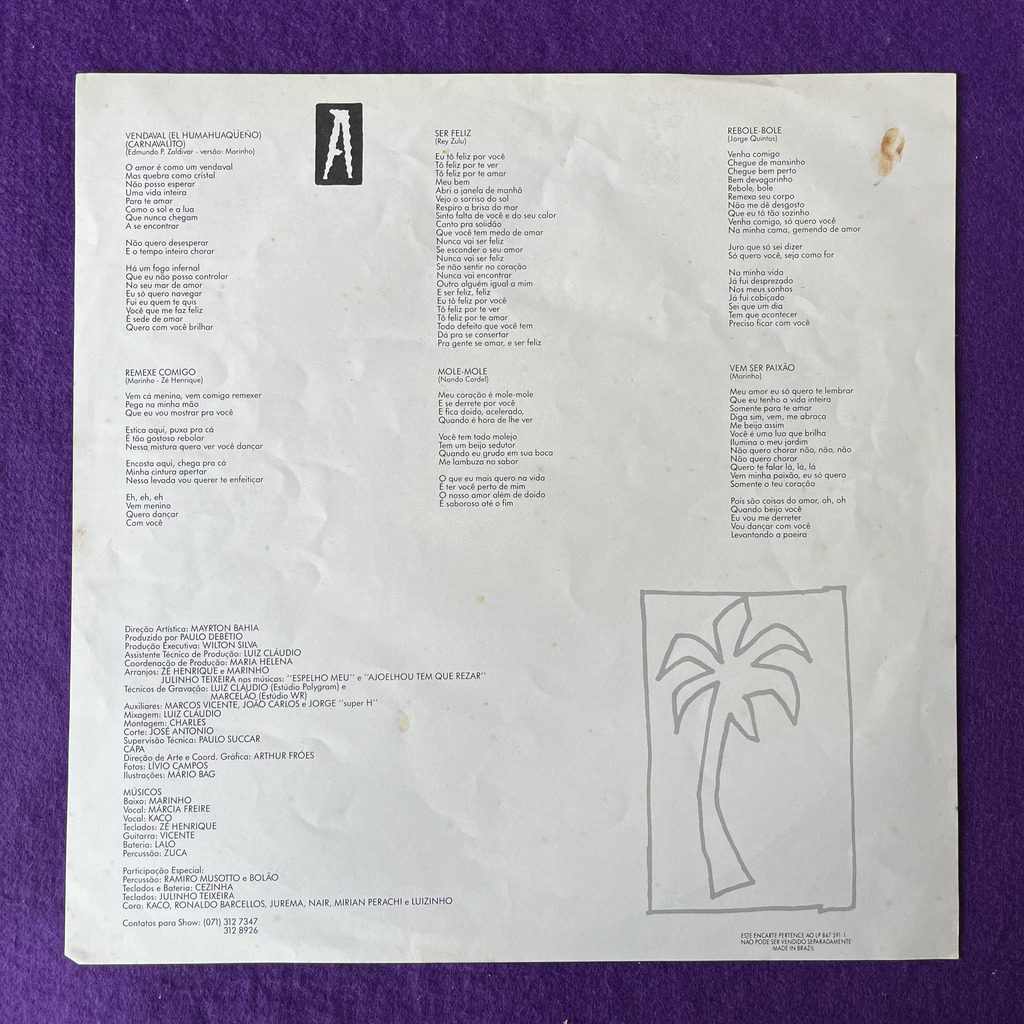 A
VENDAVAL (EL HUMAHUAQUEÑO)
(CARNAVALITO)
(Edmundo P. Zaldivar - versão: Marinho)
O amor é como um vendaval
Mas quebra como cristal
Não posso esperar
Uma vida inteira
Para te amar
Como o sol e a lua
Que nunca chegam
A se encontrar
Não quero desesperar
E o tempo inteiro chorar
Há um fogo infernal
Que eu não posso controlar
No seu mar de amor
Eu só quero navegar
Fui eu quem te quis
Você que me faz feliz
É sede de amar
Quero com você brilhar
REMEXE COMIGO
(Marinho - Zé Henrique)
Vem cá menino, vem comigo remexer
Pega na minha mão
Que eu vou mostrar pra você
Estica aqui, puxa pra cá
É tão gostoso rebolar
Nessa mistura quero ver você dançar
Encosta aqui, chega pra cá
Minha cintura apertar
Nessa levada vou querer te enfeitiçar
Eh, eh, eh
Vem menino
Quero dançar
Com você
SER FELIZ
(Rey Zulu)
Eu tô feliz por você
Tô feliz por te ver
Tô feliz por te amar
Meu bem
Abri a janela de manhã
Vejo o sorriso do sol
Respiro a brisa do mar
Sinto falta de você e do seu calor
Canto pra solidão
Que você tem medo de amar
Nunca vai ser feliz
Se esconder o seu amor
Nunca vai ser feliz
Se não sentir no coração
Nunca vai encontrar
Outro alguém igual a mim
E ser feliz, feliz
Eu tô feliz por você
Tô feliz por te ver
Tô feliz por te amar
Todo defeito que você tem
Dá pra se consertar
Pra gente se amar, e ser feliz
MOLE-MOLE
(Nando Cordel)
Meu coração é mole-mole
E se derrete por você
E fica doido, acelerado,
Quando é hora de lhe ver
Você tem todo molejo
Tem um beijo sedutor
Quando eu grudo em sua boca
Me lambuza no sabor
O que eu mais quero na vida
É ter você perto de mim
O nosso amor além de doido
É saboroso até o fim
REBOLE-BOLE
(Jorge Quintas)
Venha comigo
Chegue de mansinho
Chegue bem perto
Bem devagarinho
Rebole, bole
Remexa seu corpo
Não me dê desgosto
Que eu tô tão sozinho
Venha comigo, só quero você
Na minha cama, gemendo de amor
Juro que só sei dizer
Só quero você, seja como for
Na minha vida
Já fui desprezado
Nos meus sonhos
Já fui cobiçado
Sei que um dia
Tem que acontecer
Preciso ficar com você
VEM SER PAIXÃO
(Marinho)
Meu amor eu só quero te lembrar
Que eu tenho a vida inteira
Somente para te amar
Diga sim, vem, me abraça
Me beija assim
Você é uma lua que brilha
Ilumina o meu jardim
Não quero chorar não, não, não
Não quero chorar
Quero te falar lá, lá, lá
Vem minha paixão, eu só quero
Somente o teu coração
Pois são coisas do amor, oh, oh
Quando beijo você
Eu vou me derreter
Vou dançar com você
Levantando a poeira
Direção Artística: MAYRTON BAHIA
Produzido por PAULO DEBÉTIO
Produção Executiva: WILTON SILVA
Assistente Técnico de Produção: LUIZ CLÁUDIO
Coordenação de Produção: MARIA HELENA
Arranjos: ZÉ HENRIQUE e MARINHO
JULINHO TEIXEIRA nas músicas: "ESPELHO MEU" e "AJOELHOU TEM QUE REZAR"
Técnicos de Gravação: LUIZ CLÁUDIO (Estúdio Polygram) e
MARCELÃO (Estúdio WR)
Auxiliares: MARCOS VICENTE, JOÃO CARLOS e JORGE "super H"
Mixagem: LUIZ CLÁUDIO
Montagem: CHARLES
Corte: JOSÉ ANTONIO
Supervisão Técnica: PAULO SUCCAR
CAPA
Direção de Arte e Coord. Gráfica: ARTHUR FRÓES
Fotos: LÍVIO CAMPOS
Ilustrações: MÁRIO BAG
MÚSICOS
Baixo: MARINHO
Vocal: MÁRCIA FREIRE
Vocal: KACO
Teclados: ZÉ HENRIQUE
Guitarra: VICENTE
Bateria: LALO
Percussão: ZUCA
Participação Especial:
Percussão: RAMIRO MUSOTTO e BOLÃO
Teclados e Bateria: CEZINHA
Teclados: JULINHO TEIXEIRA
Coro: KACO, RONALDO BARCELLOS, JUREMA, NAIR, MIRIAN PERACHI e LUIZINHO
Contatos para Show: (071) 312 7347
312 8926
ESTE ENCARTE PERTENCE AO LP 847 591-1
NÃO PODE SER VENDIDO SEPARADAMENTE
MADE IN BRAZIL